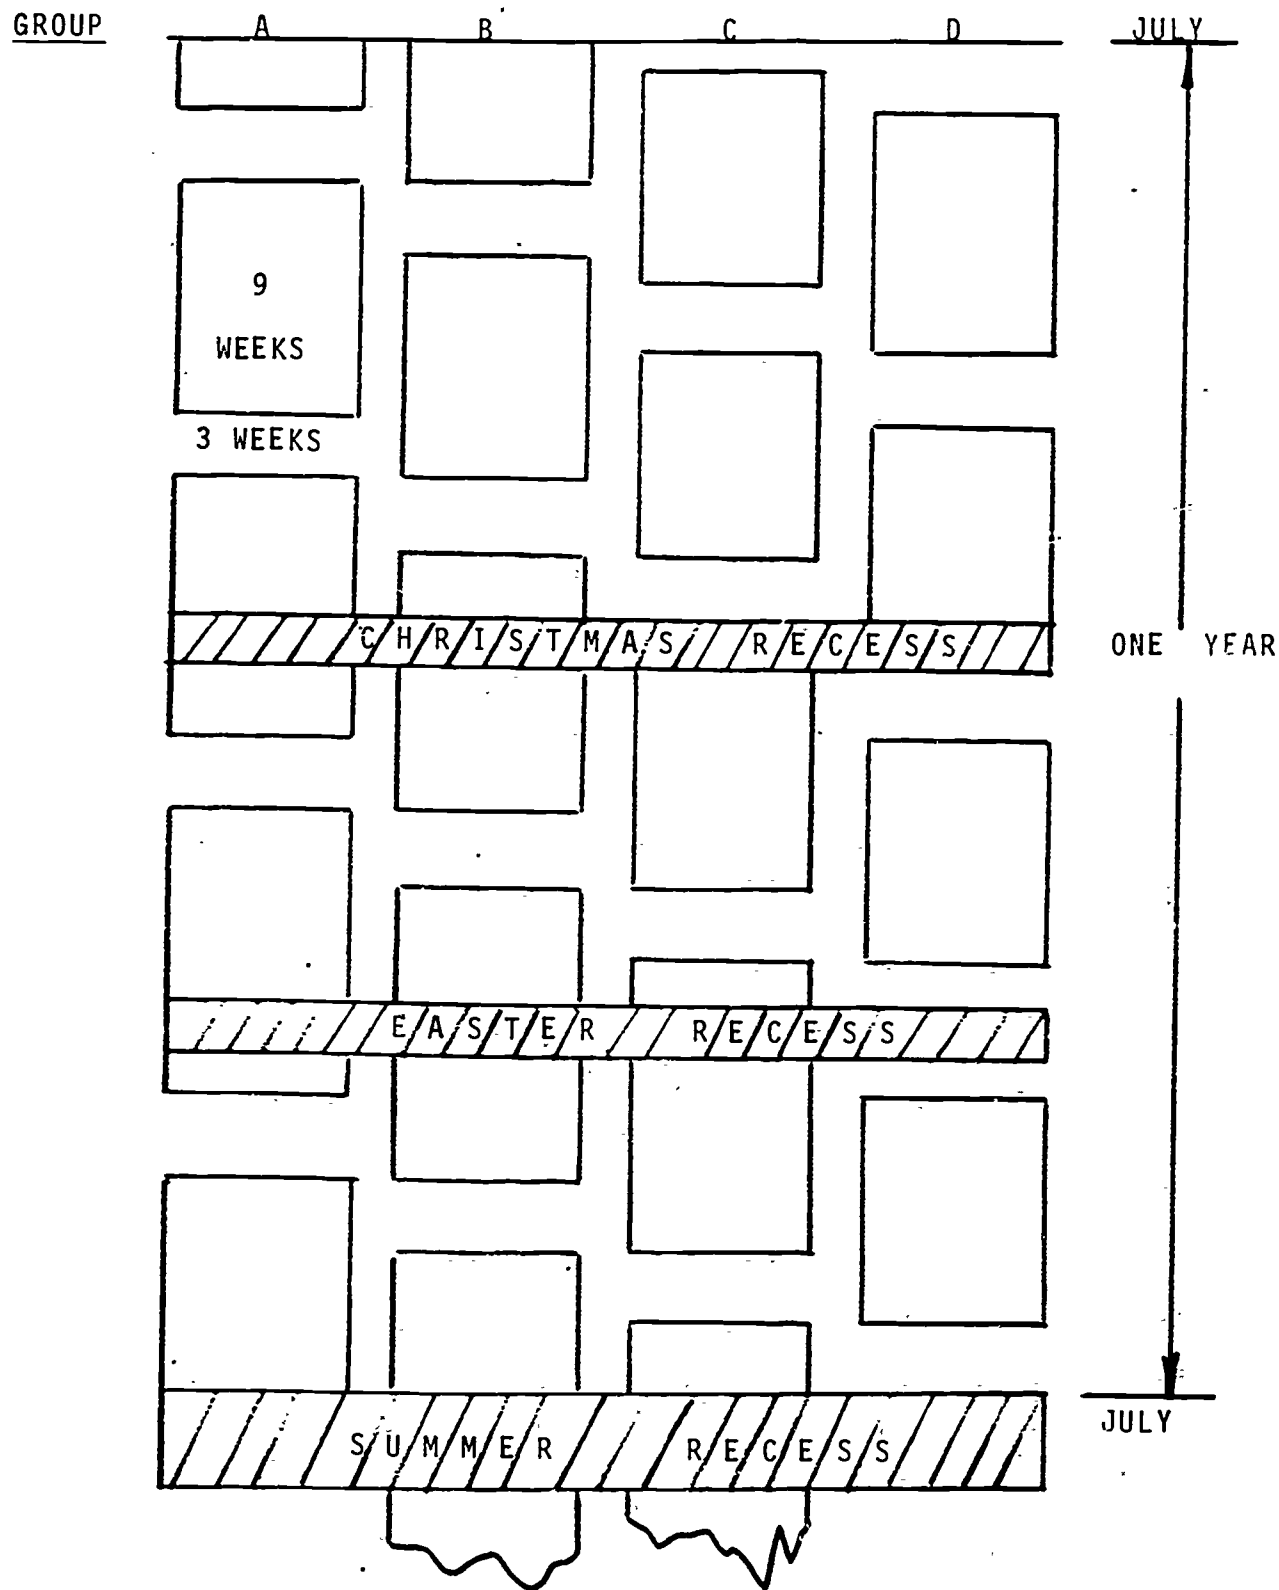 GROUP A B C D JULY
9
WEEKS
3 WEEKS
CHRISTMAS RECESS
ONE YEAR
EASTER RECESS
JULY
SUMMER RECESS